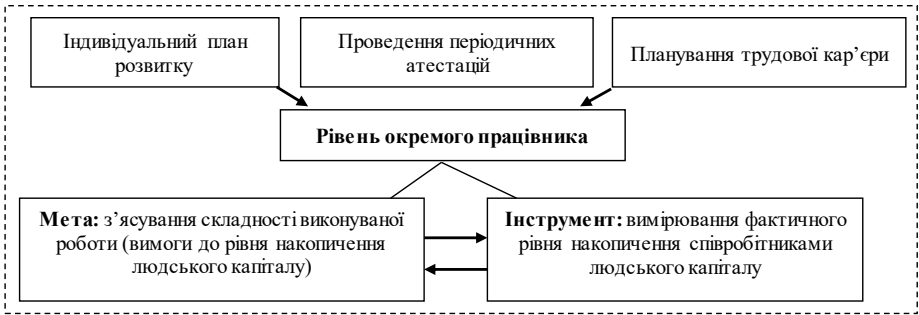 Індивідуальний план
розвитку
Проведення періодичних
атестацій
Планування трудової кар’єри
Рівень окремого працівника
Мета: з’ясування складності виконуваної
роботи (вимоги до рівня накопичення
людського капіталу)
Інструмент: вимірювання фактичного
рівня накопичення співробітниками
людського капіталу